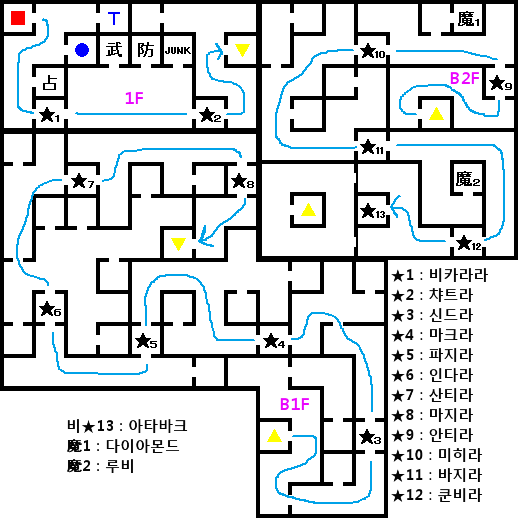 T
魔1
武 防 JUNK
★10
B2F
★9
占
1F
★1
★2
★11
★7
★8
魔2
★13
★12
★6
★5
★4
B1F
★3
★1 : 비카라라
★2 : 챠트라
★3 : 신드라
★4 : 마크라
★5 : 파지라
★6 : 인다라
★7 : 산티라
★8 : 마지라
★9 : 안티라
★10 : 미히라
★11 : 바지라
★12 : 쿤비라
비★13 : 아타바크
魔1 : 다이아몬드
魔2 : 루비